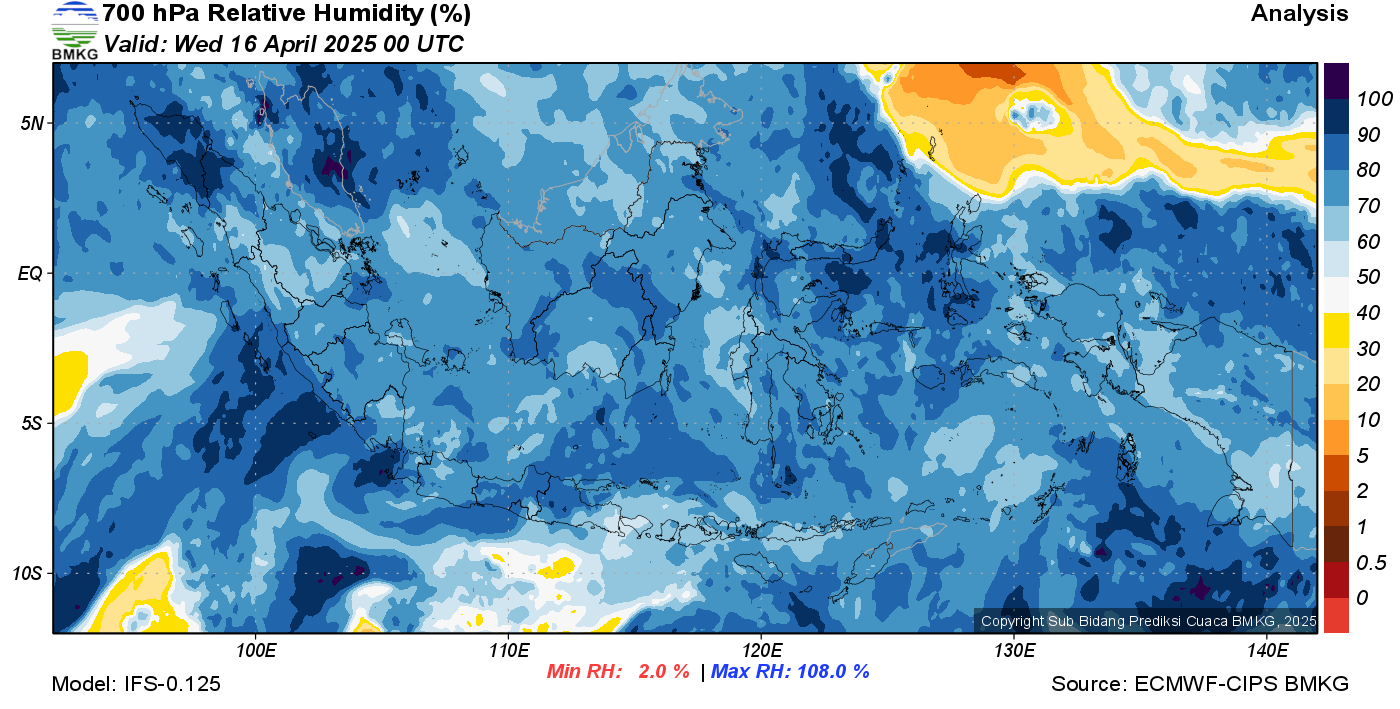 700 hPa Relative Humidity (%)
Analysis
BMKG
Valid: Wed 16 April 2025 00 UTC
5N
EQ
5S
10S
100
90
80
70
60
50
40
30
20
10
5
2
1
0.5
0
Copyright Sub Bidang Prediksi Cuaca BMKG, 2025
100E
110E
120E
130E
140E
Min RH: 2.0 % | Max RH: 108.0 %
Model: IFS-0.125
Source: ECMWF-CIPS BMKG